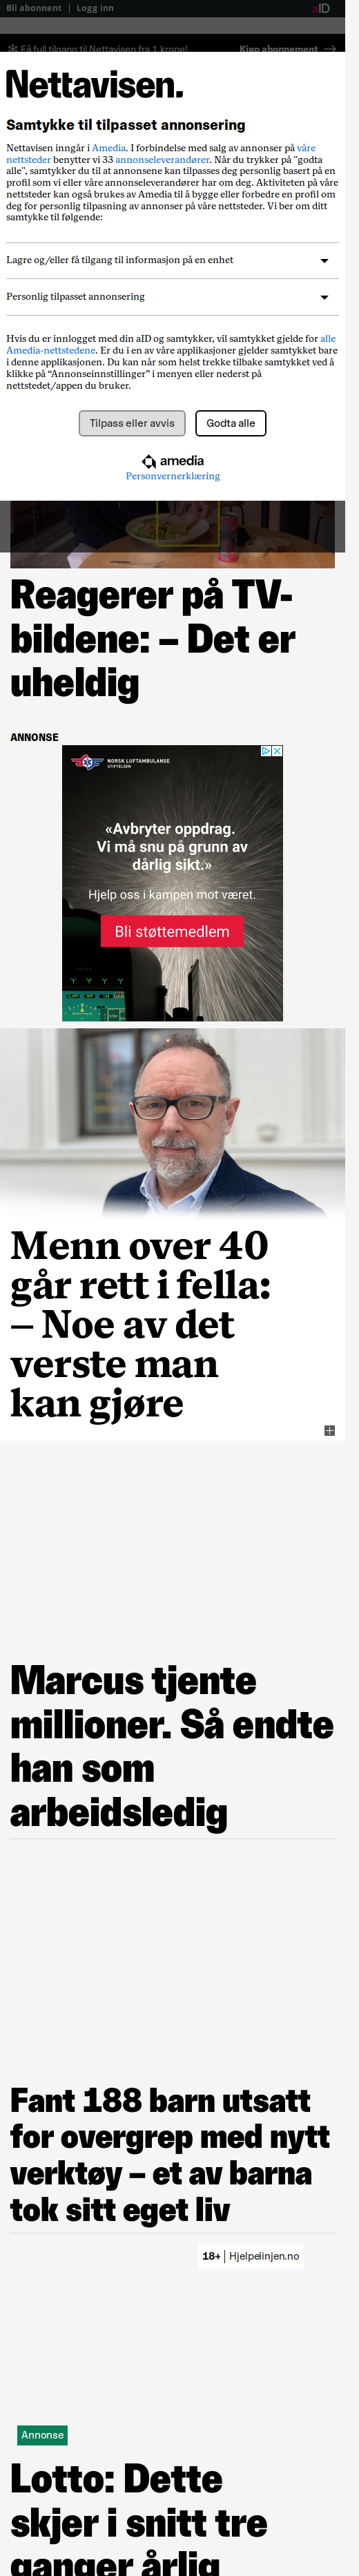 Bli abonnent | Logg inn aID
Få full tilgang til Nettavisen fra 1 krone! Kjøp abonnement
Nettavisen.
Samtykke til tilpasset annonsering
Nettavisen inngår i Amedia. I forbindelse med salg av annonser på våre
nettsteder benytter vi 33 annonseleverandører. Når du trykker på "godta
alle", samtykker du til at annonsene kan tilpasses deg personlig basert på en
profil som vi eller våre annonseleverandører har om deg. Aktiviteten på våre
nettsteder kan også brukes av Amedia til å bygge eller forbedre en profil om
deg for personlig tilpasning av annonser på våre nettsteder. Vi ber om ditt
samtykke til følgende:
Lagre og/eller få tilgang til informasjon på en enhet
Personlig tilpasset annonsering
Hvis du er innlogget med din aID og samtykker, vil samtykket gjelde for alle
Amedia-nettstedene. Er du i en av våre applikasjoner gjelder samtykket bare
i denne applikasjonen. Du kan når som helst trekke tilbake samtykket ved å
klikke på “Annonseinnstillinger” i menyen eller nederst på
nettstedet/appen du bruker.
Tilpass eller avvis Godta alle
amedia
Personvernerklæring
Reagerer på TV-
bildene: – Det er
uheldig
ANNONSE
NORSK LUFTAMBULANSE
STIFTELSEN
«Avbryter oppdrag.
Vi må snu på grunn av
dårlig sikt.»
Hjelp oss i kampen mot været.
Bli støttemedlem
Menn over 40
går rett i fella:
– Noe av det
verste man
kan gjøre
Marcus tjente
millioner. Så endte
han som
arbeidsledig
Fant 188 barn utsatt
for overgrep med nytt
verktøy – et av barna
tok sitt eget liv
18+ | Hjelpelinjen.no
Annonse
Lotto: Dette
skjer i snitt tre
ganger årlig